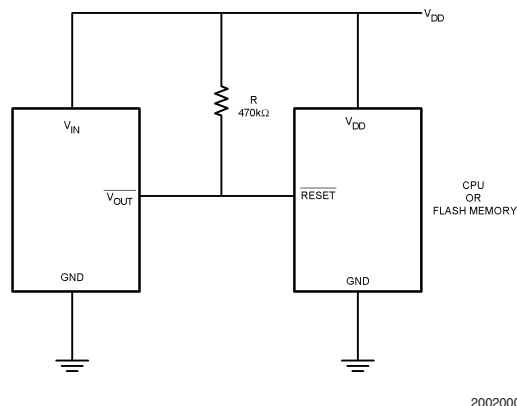 VDD
R
470kΩ
VIN
VOUT
GND
VDD
RESET
GND
CPU
OR
FLASH MEMORY